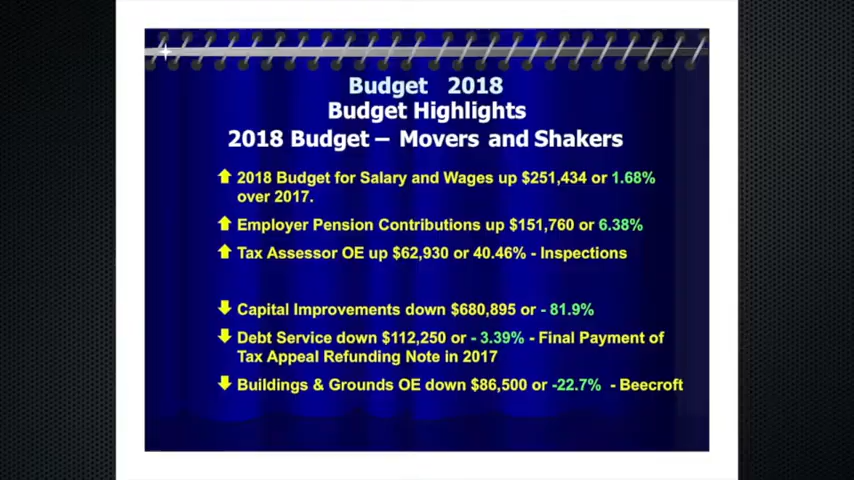 Budget 2018
Budget Highlights
2018 Budget – Movers and Shakers
2018 Budget for Salary and Wages up $251,434 or 1.68%
over 2017.
Employer Pension Contributions up $151,760 or 6.38%
Tax Assessor OE up $62,930 or 40.46% - Inspections
Capital Improvements down $680,895 or - 81.9%
Debt Service down $112,250 or - 3.39% - Final Payment of
Tax Appeal Refunding Note in 2017
Buildings & Grounds OE down $86,500 or -22.7% - Beecroft